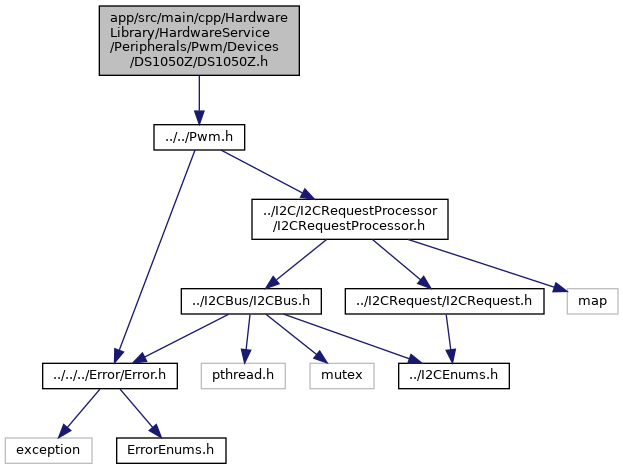 app/src/main/cpp/Hardware
Library/HardwareService
/Peripherals/Pwm/Devices
/DS1050Z/DS1050Z.h
../../Pwm.h
../I2C/I2CRequestProcessor
/I2CRequestProcessor.h
../I2CBus/I2CBus.h
../I2CRequest/I2CRequest.h
map
../../../Error/Error.h
pthread.h
mutex
../I2CEnums.h
exception
ErrorEnums.h